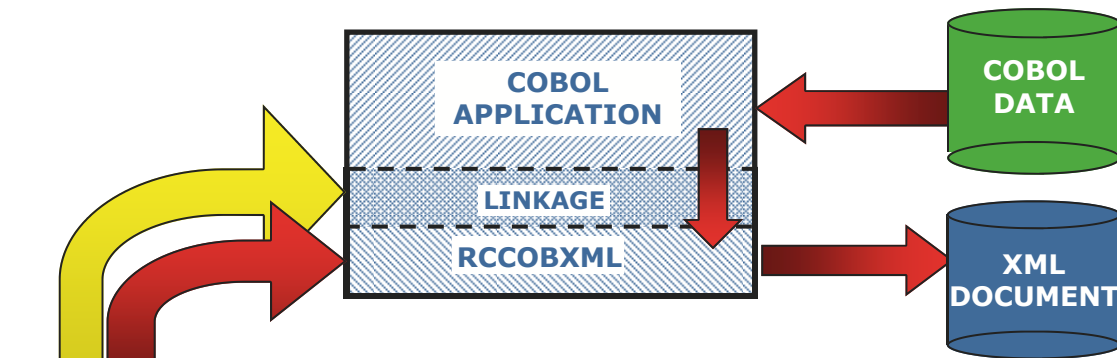 COBOL
APPLICATION
LINKAGE
RCCOBXML
COBOL
DATA
XML
DOCUMENT